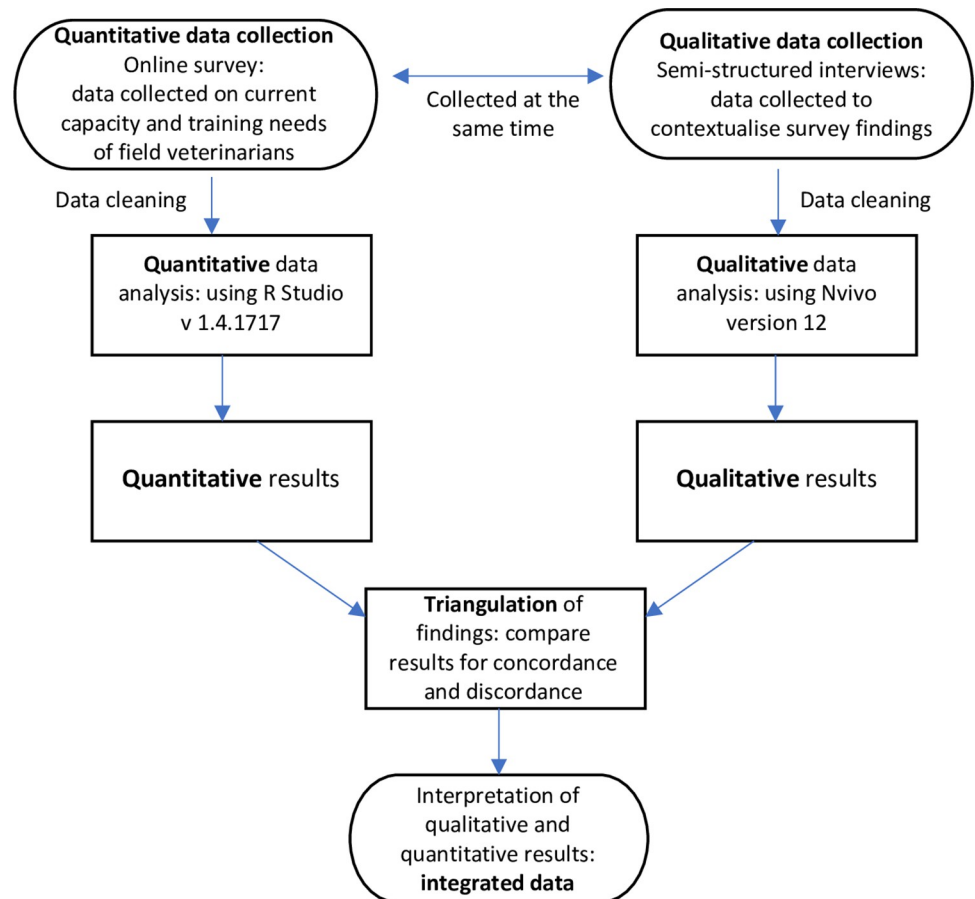 Quantitative data collection
Online survey:
data collected on current
capacity and training needs
of field veterinarians
Collected at the
same time
Qualitative data collection
Semi-structured interviews:
data collected to
contextualise survey findings
Data cleaning
Data cleaning
Quantitative data
analysis: using R Studio
v 1.4.1717
Qualitative data
analysis: using Nvivo
version 12
Quantitative results
Qualitative results
Triangulation of
findings: compare
results for concordance
and discordance
Interpretation of
qualitative and
quantitative results:
integrated data